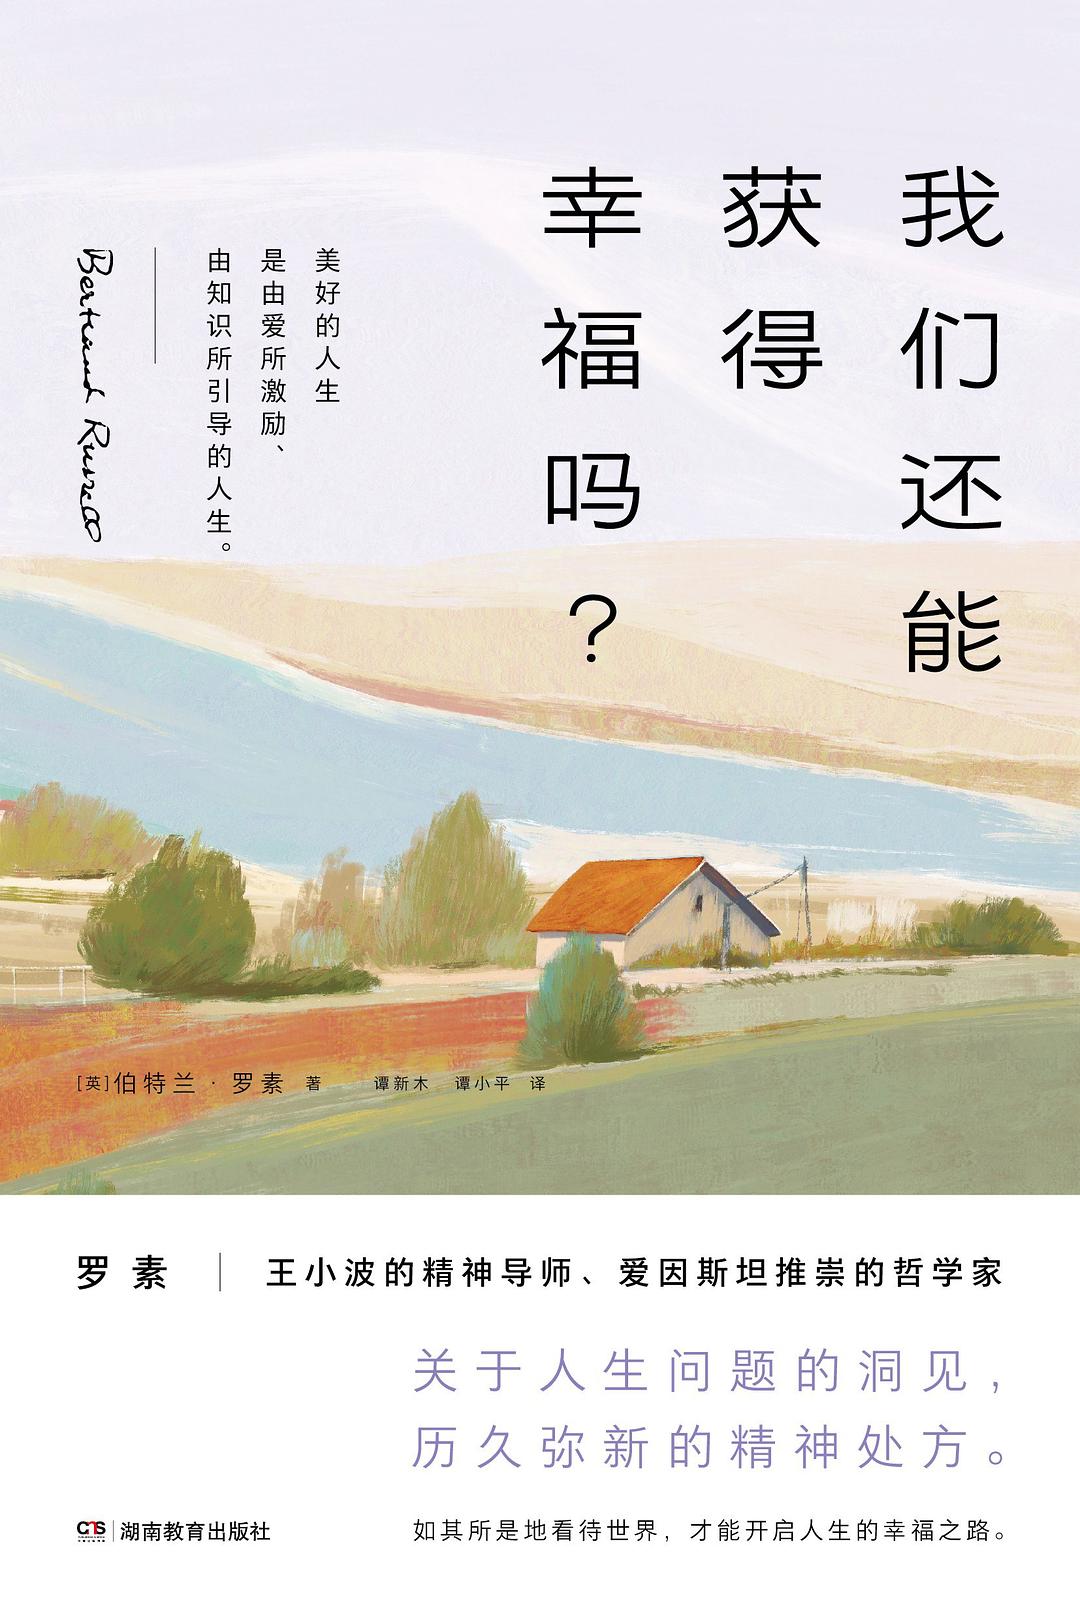 我们还能
获得
幸福吗？
美好的人生
是由爱所激励、
由知识所引导的人生。
Bertrand Russell
[英]伯特兰·罗素 著 谭新木 谭小平 译
罗素 | 王小波的精神导师、爱因斯坦推崇的哲学家
关于人生问题的洞见，
历久弥新的精神处方。
CNS 湖南教育出版社
如其所是地看待世界，才能开启人生的幸福之路。